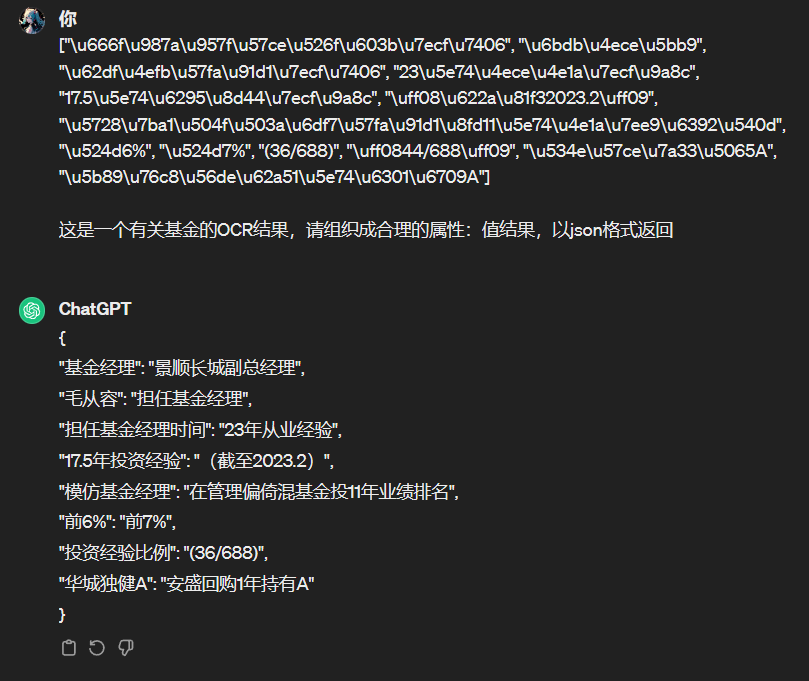 你
["\u666f\u987a\u957f\u57ce\u526f\u603b\u7ecf\u7406", "\u6bdb\u4ece\u5bb9",
"\u62df\u4efb\u57fa\u91d1\u7ecf\u7406", "23\u5e74\u4ece\u4e1a\u7ecf\u9a8c",
"17.5\u5e74\u6295\u8d44\u7ecf\u9a8c", "\uff08\u622a\u81f32023.2\uff09",
"\u5728\u7ba1\u504f\u503a\u6df7\u57fa\u91d1\u8fd11\u5e74\u4e1a\u7ee9\u6392\u540d",
"\u524d6%", "\u524d7%", "(36/688)", "\uff0844/688\uff09", "\u534e\u57ce\u7a33\u5065A",
"\u5b89\u76c8\u56de\u62a51\u5e74\u6301\u6709A"]
这是一个有关基金的OCR结果，请组织成合理的属性：值结果，以json格式返回
ChatGPT
{
"基金经理": "景顺长城副总经理",
"毛从容": "担任基金经理",
"担任基金经理时间": "23年从业经验",
"17.5年投资经验": "（截至2023.2）",
"模仿基金经理": "在管理偏倚混基金投11年业绩排名",
"前6%": "前7%",
"投资经验比例": "(36/688)",
"华城独健A": "安盛回购1年持有A"
}